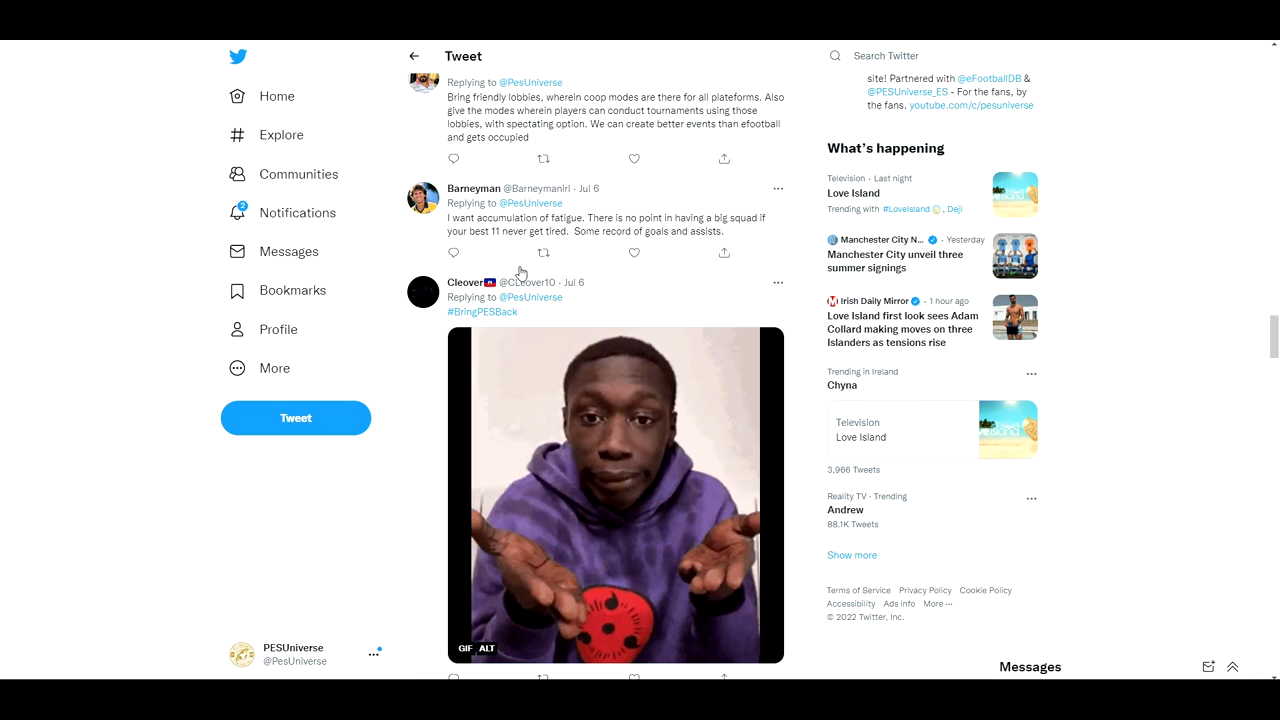 Home
Explore
Communities
2
Notifications
Messages
Bookmarks
Profile
More
Tweet
PESUniverse
@PesUniverse
Tweet
Replying to @PesUniverse
Bring friendly lobbies, wherein coop modes are there for all plateforms. Also
give the modes wherein players can conduct tournaments using those
lobbies, with spectating option. We can create better events than efootball
and gets occupied
Barneyman @Barneymanirl · Jul 6
Replying to @PesUniverse
I want accumulation of fatigue. There is no point in having a big squad if
your best 11 never get tired. Some record of goals and assists.
Cleover @CLeover10 · Jul 6
Replying to @PesUniverse
#BringPESBack
GIF ALT
Search Twitter
site! Partnered with @eFootballDB &
@PESUniverse_ES - For the fans, by
the fans. youtube.com/c/pesuniverse
What's happening
Television · Last night
Love Island
Trending with #LoveIsland , Deji
Manchester City N... · Yesterday
Manchester City unveil three
summer signings
Irish Daily Mirror · 1 hour ago
Love Island first look sees Adam
Collard making moves on three
Islanders as tensions rise
Trending in Ireland
Chyna
Television
Love Island
3,966 Tweets
Reality TV · Trending
Andrew
88.1K Tweets
Show more
Terms of Service Privacy Policy Cookie Policy
Accessibility Ads info More ···
© 2022 Twitter, Inc.
Messages